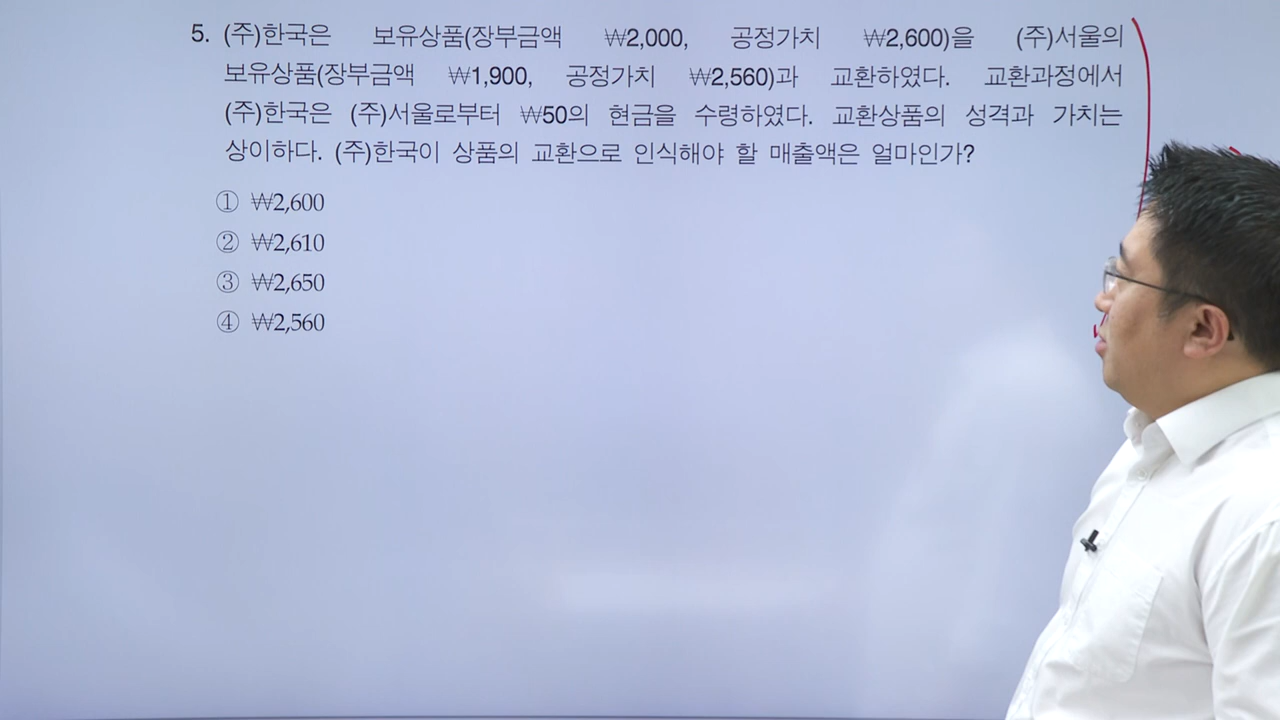 5. (주)한국은 보유상품(장부금액 ₩2,000, 공정가치 ₩2,600)을 (주)서울의
보유상품(장부금액 ₩1,900, 공정가치 ₩2,560)과 교환하였다. 교환과정에서
(주)한국은 (주)서울로부터 ₩50의 현금을 수령하였다. 교환상품의 성격과 가치는
상이하다. (주)한국이 상품의 교환으로 인식해야 할 매출액은 얼마인가?
① ₩2,600
② ₩2,610
③ ₩2,650
④ ₩2,560